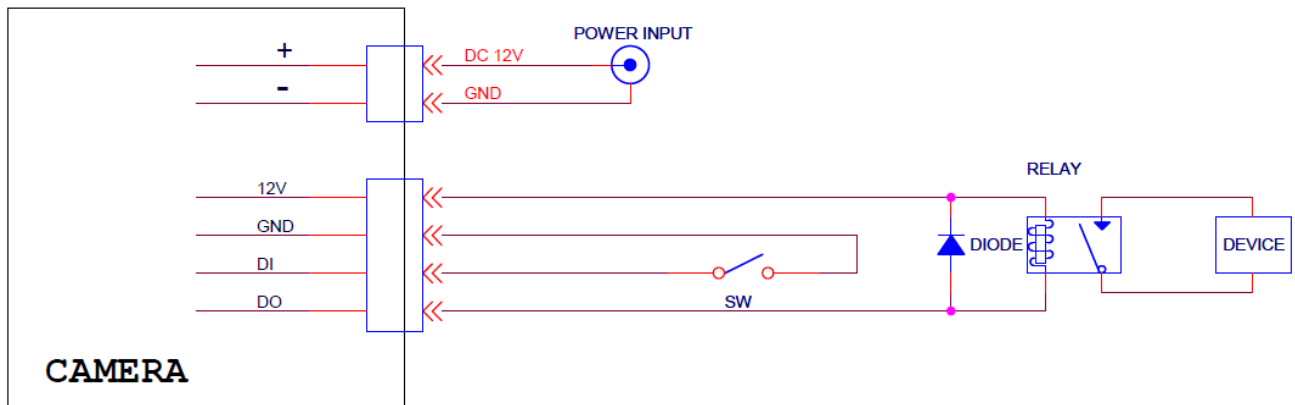 POWER INPUT
+
DC 12V
-
GND
RELAY
12V
GND
DI
DIODE
DEVICE
DO
SW
CAMERA